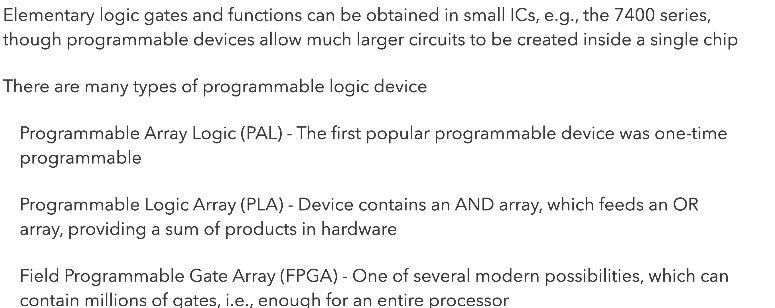 Elementary logic gates and functions can be obtained in small ICs, e.g., the 7400 series,
though programmable devices allow much larger circuits to be created inside a single chip
There are many types of programmable logic device
Programmable Array Logic (PAL) - The first popular programmable device was one-time
programmable
Programmable Logic Array (PLA) - Device contains an AND array, which feeds an OR
array, providing a sum of products in hardware
Field Programmable Gate Array (FPGA) - One of several modern possibilities, which can
contain millions of gates, i.e., enough for an entire processor